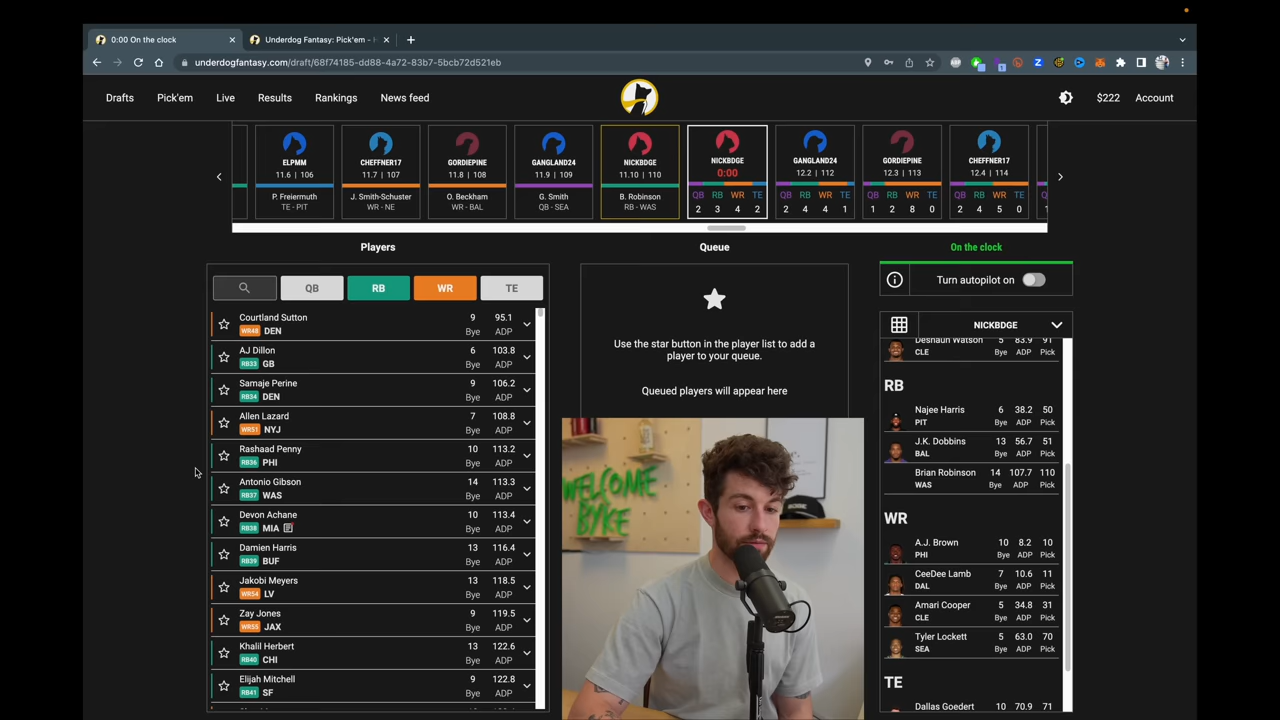 0:00 On the clock
Underdog Fantasy: Pick'em - H
underdogfantasy.com/draft/68f74185-dd88-4a72-83b7-5bcb72d521eb
Drafts Pick'em Live Results Rankings News feed $222 Account
ELPMM CHEFFNER17 GORDIEPINE GANGLAND24 NICKBDGE NICKBDGE GANGLAND24 GORDIEPINE CHEFFNER17
11.6 | 106 11.7 | 107 11.8 | 108 11.9 | 109 11.10 | 110 0:00 12.2 | 112 12.3 | 113 12.4 | 114
P. Freiermuth J. Smith-Schuster O. Beckham G. Smith B. Robinson QB RB WR TE QB RB WR TE QB RB WR TE QB RB WR TE
TE - PIT WR - NE WR - BAL QB - SEA RB - WAS 2 3 4 2 2 4 4 1 1 2 8 0 2 4 5 0
Players Queue On the clock
QB RB WR TE
Turn autopilot on
Courtland Sutton 9 95.1
WR48 DEN Bye ADP
AJ Dillon 6 103.8
RB33 GB Bye ADP
Samaje Perine 9 106.2
RB34 DEN Bye ADP
Allen Lazard 7 108.8
WR51 NYJ Bye ADP
Rashaad Penny 10 113.2
RB36 PHI Bye ADP
Antonio Gibson 14 113.3
RB37 WAS Bye ADP
Devon Achane 10 113.4
RB38 MIA Bye ADP
Damien Harris 13 116.4
RB39 BUF Bye ADP
Jakobi Meyers 13 118.5
WR54 LV Bye ADP
Zay Jones 9 119.5
WR55 JAX Bye ADP
Khalil Herbert 13 122.6
RB40 CHI Bye ADP
Elijah Mitchell 9 122.8
RB41 SF Bye ADP
Use the star button in the player list to add a
player to your queue.
Queued players will appear here
WELCOME
BYKE
NICKBDGE
Deshaun Watson 5 83.9 91
CLE Bye ADP Pick
RB
Najee Harris 6 38.2 50
PIT Bye ADP Pick
J.K. Dobbins 13 56.7 51
BAL Bye ADP Pick
Brian Robinson 14 107.7 110
WAS Bye ADP Pick
WR
A.J. Brown 10 8.2 10
PHI Bye ADP Pick
CeeDee Lamb 7 10.6 11
DAL Bye ADP Pick
Amari Cooper 5 34.8 31
CLE Bye ADP Pick
Tyler Lockett 5 63.0 70
SEA Bye ADP Pick
TE
Dallas Goedert 10 70.9 71